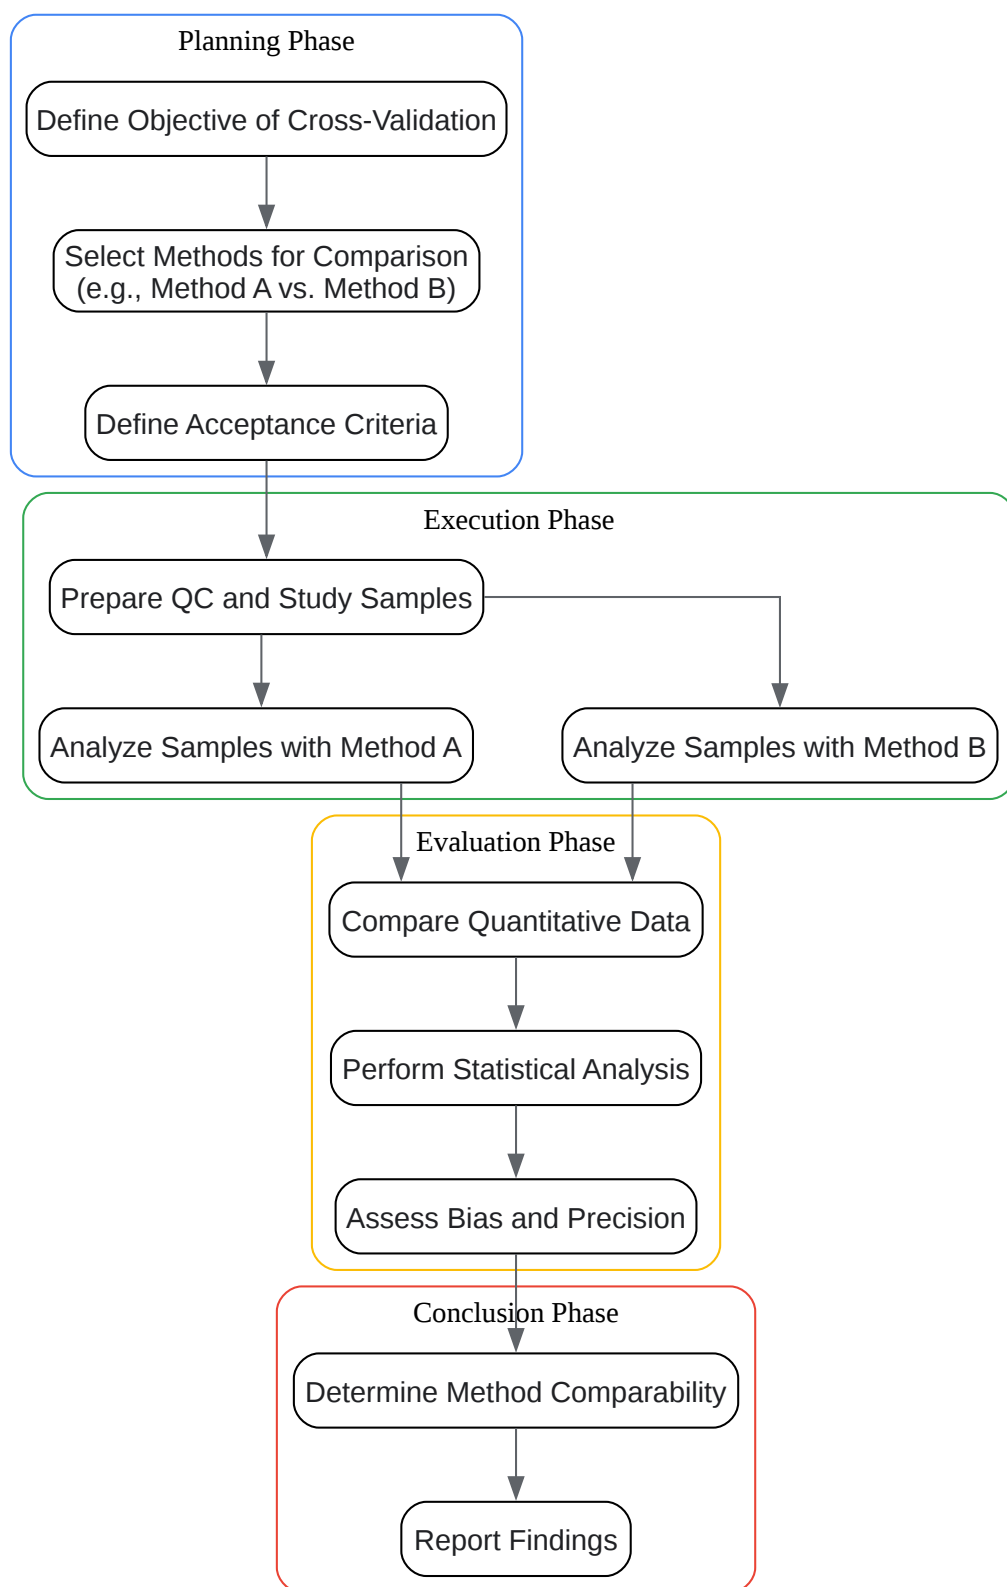 Planning Phase
Define Objective of Cross-Validation
Select Methods for Comparison
(e.g., Method A vs. Method B)
Define Acceptance Criteria
Execution Phase
Prepare QC and Study Samples
Analyze Samples with Method A
Analyze Samples with Method B
Evaluation Phase
Compare Quantitative Data
Perform Statistical Analysis
Assess Bias and Precision
Conclusion Phase
Determine Method Comparability
Report Findings